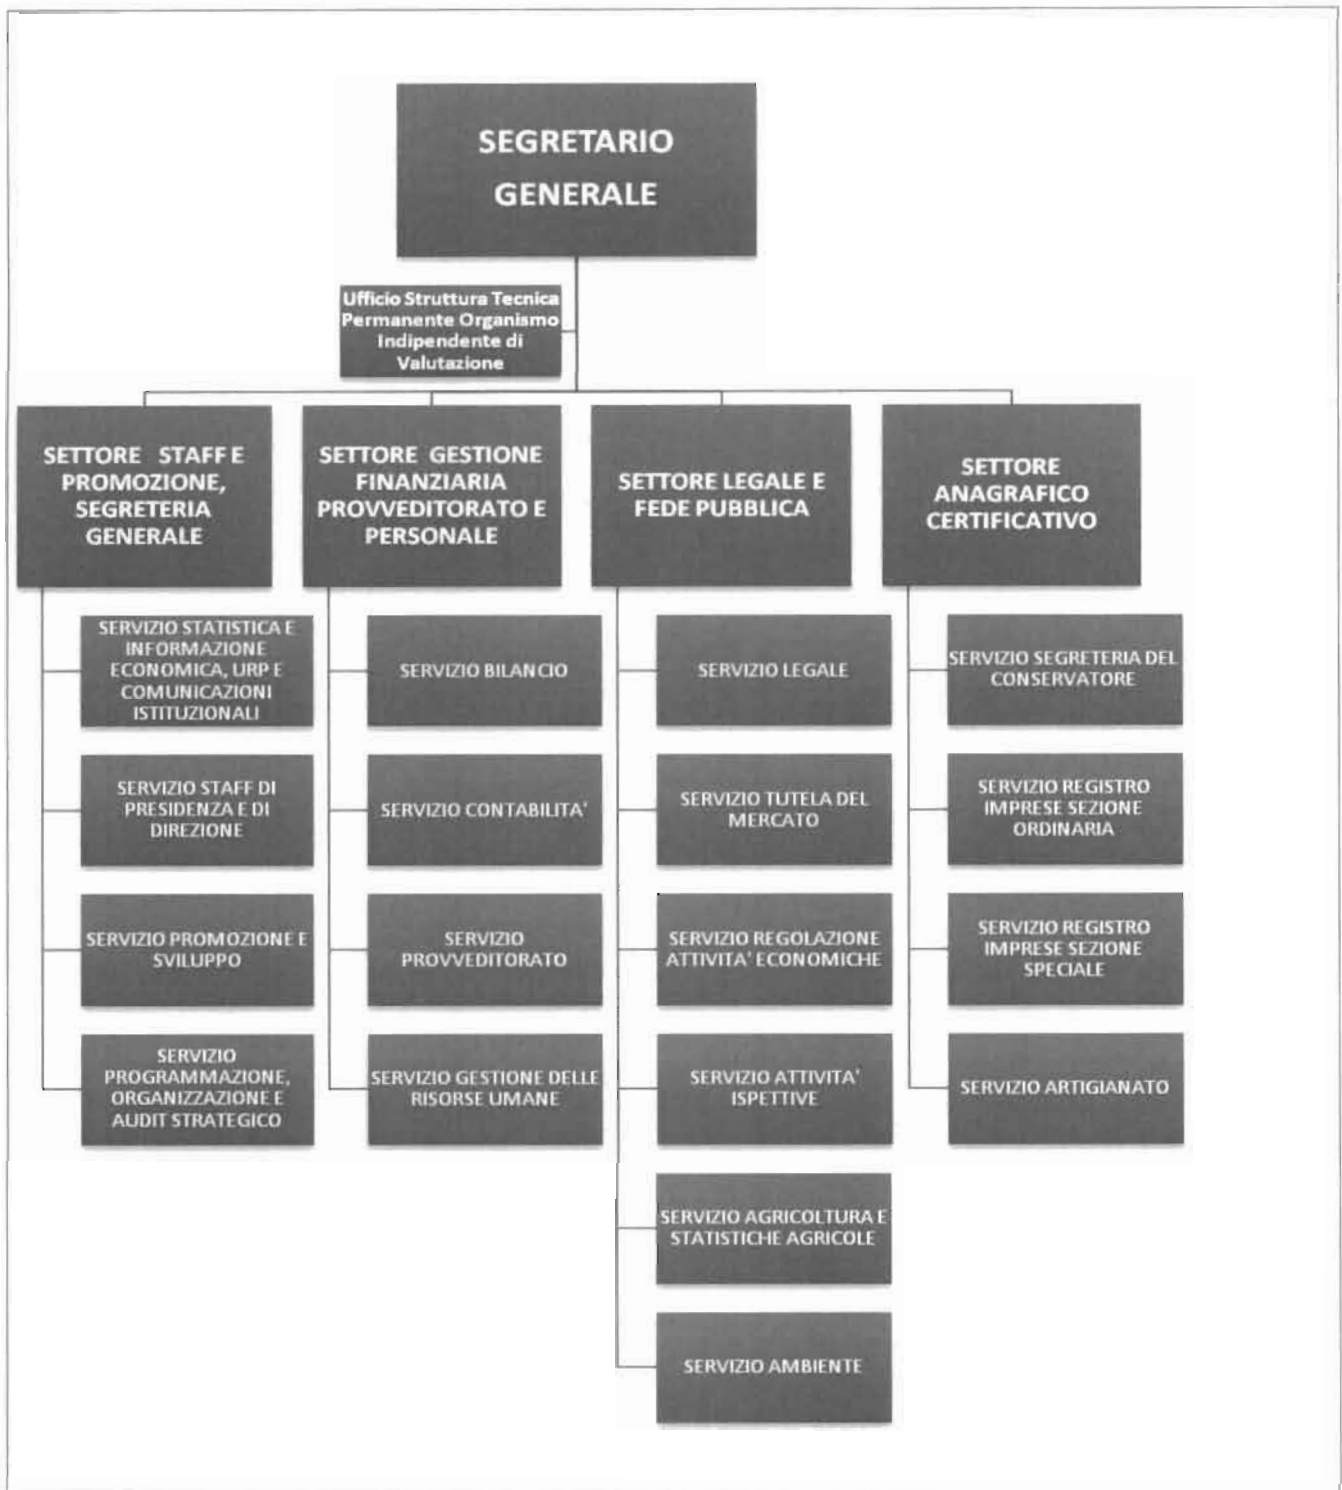 SEGRETARIO
GENERALE
Ufficio Struttura Tecnica
Permanente Organismo
Indipendente di
Valutazione
SETTORE STAFF E
PROMOZIONE,
SEGRETERIA
GENERALE
SETTORE GESTIONE
FINANZIARIA
PROVVEDITORATO E
PERSONALE
SETTORE LEGALE E
FEDE PUBBLICA
SETTORE
ANAGRAFICO
CERTIFICATIVO
SERVIZIO STATISTICA E
INFORMAZIONE
ECONOMICA, URP E
COMUNICAZIONI
ISTITUZIONALI
SERVIZIO STAFF DI
PRESIDENZA E DI
DIREZIONE
SERVIZIO PROMOZIONE E
SVILUPPO
SERVIZIO
PROGRAMMAZIONE,
ORGANIZZAZIONE E
AUDIT STRATEGICO
SERVIZIO BILANCIO
SERVIZIO CONTABILITA'
SERVIZIO
PROVVEDITORATO
SERVIZIO GESTIONE DELLE
RISORSE UMANE
SERVIZIO LEGALE
SERVIZIO TUTELA DEL
MERCATO
SERVIZIO REGOLAZIONE
ATTIVITA' ECONOMICHE
SERVIZIO ATTIVITA'
ISPETTIVE
SERVIZIO AGRICOLTURA E
STATISTICHE AGRICOLE
SERVIZIO AMBIENTE
SERVIZIO SEGRETERIA DEL
CONSERVATORE
SERVIZIO REGISTRO
IMPRESE SEZIONE
ORDINARIA
SERVIZIO REGISTRO
IMPRESE SEZIONE
SPECIALE
SERVIZIO ARTIGIANATO